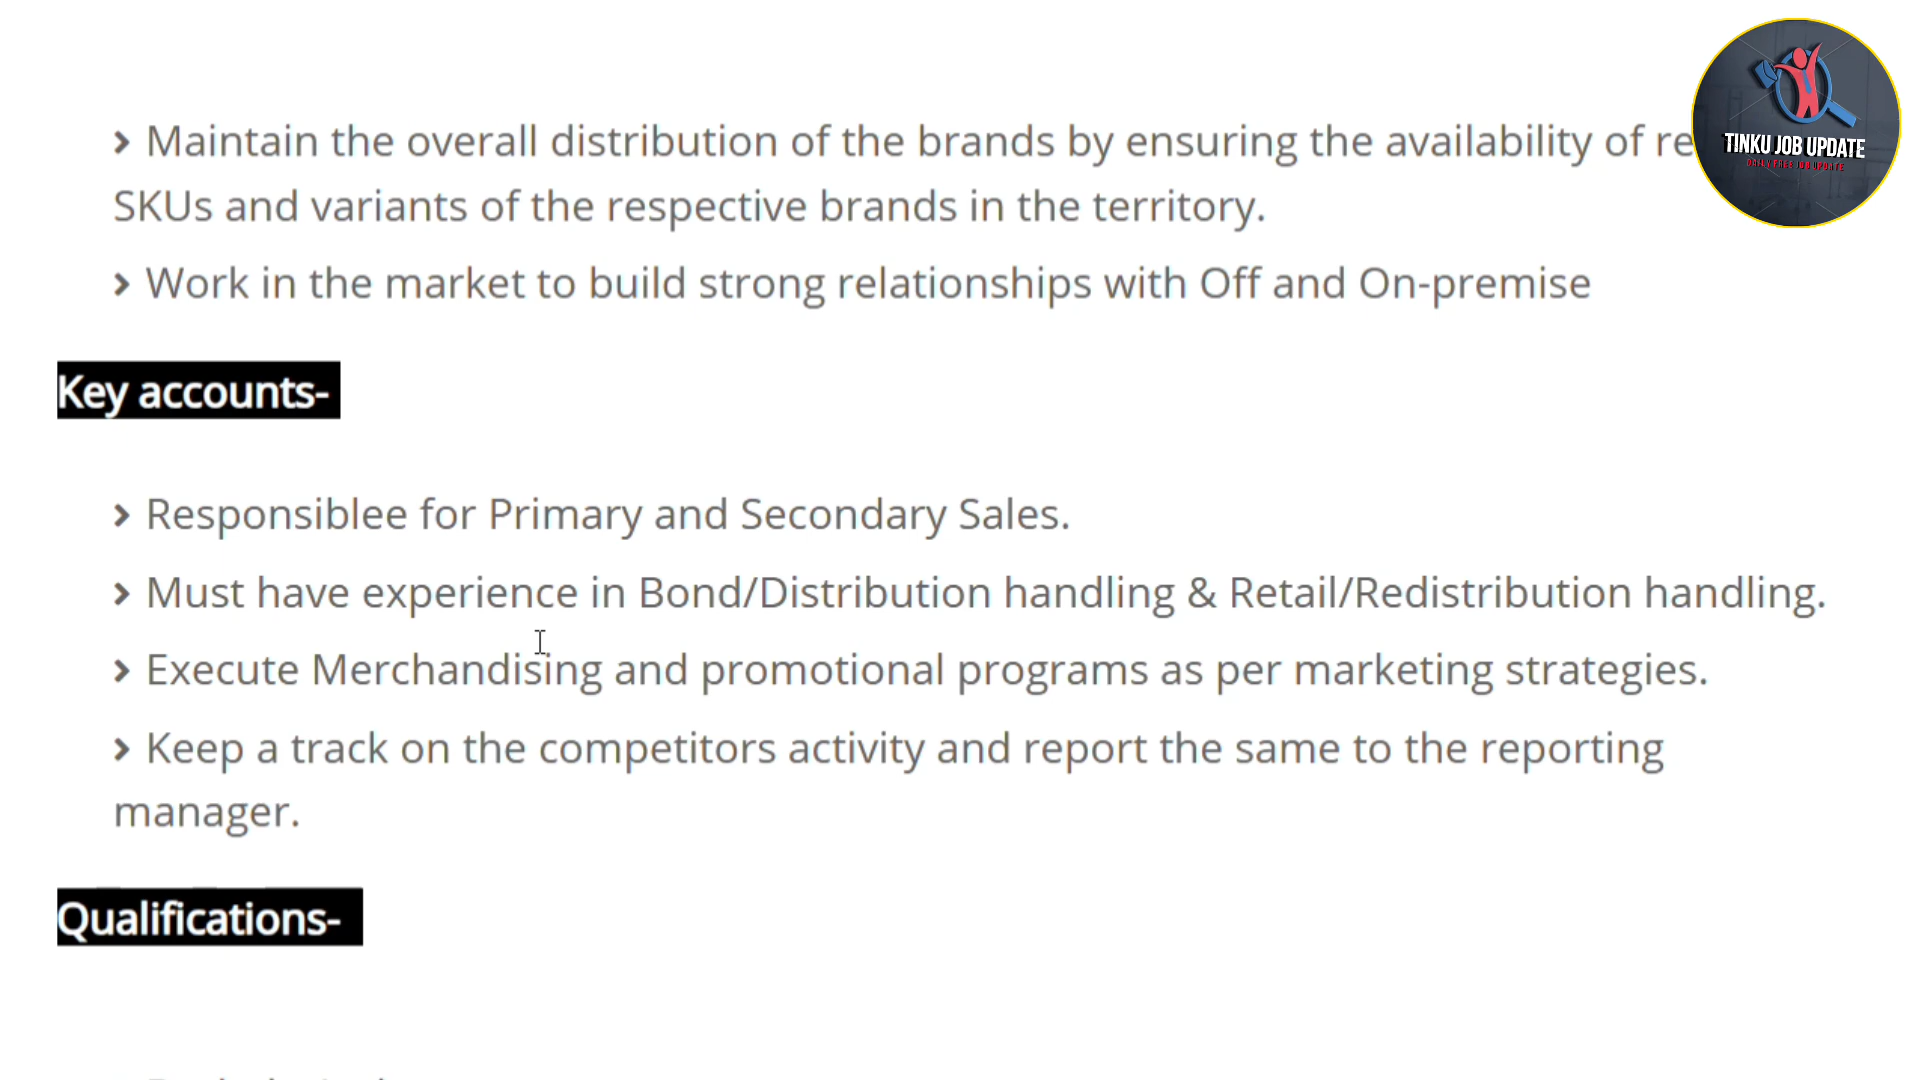 Maintain the overall distribution of the brands by ensuring the availability of
SKUs and variants of the respective brands in the territory.
Work in the market to build strong relationships with Off and On-premise
Key accounts-
Responsiblee for Primary and Secondary Sales.
Must have experience in Bond/Distribution handling & Retail/Redistribution handling.
Execute Merchandising and promotional programs as per marketing strategies.
Keep a track on the competitors activity and report the same to the reporting
manager.
Qualifications-
TINKU JOB UPDATE
DAILY FREE JOB UPDATE